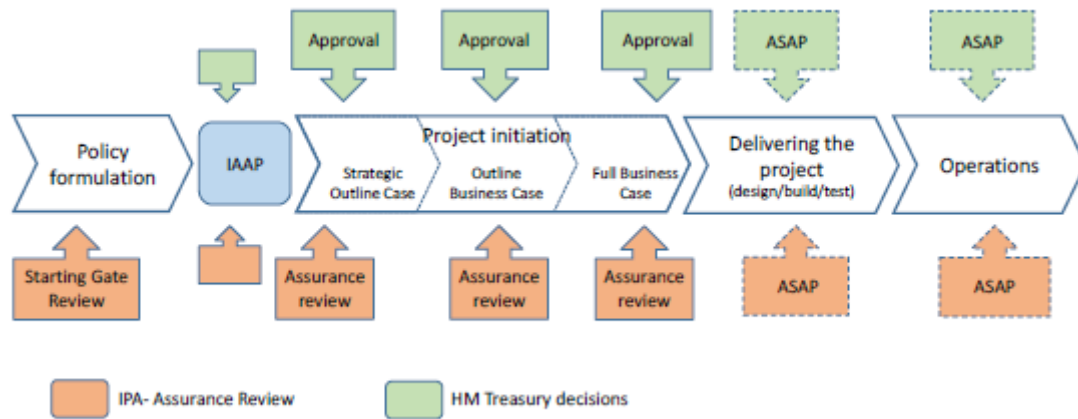 Approval
Approval
Approval
ASAP
ASAP
Policy
formulation
IAAP
Project initiation
Strategic
Outline Case
Outline
Business Case
Full Business
Case
Delivering the
project
(design/build/test)
Operations
Starting Gate
Review
Assurance
review
Assurance
review
Assurance
review
ASAP
ASAP
IPA- Assurance Review
HM Treasury decisions